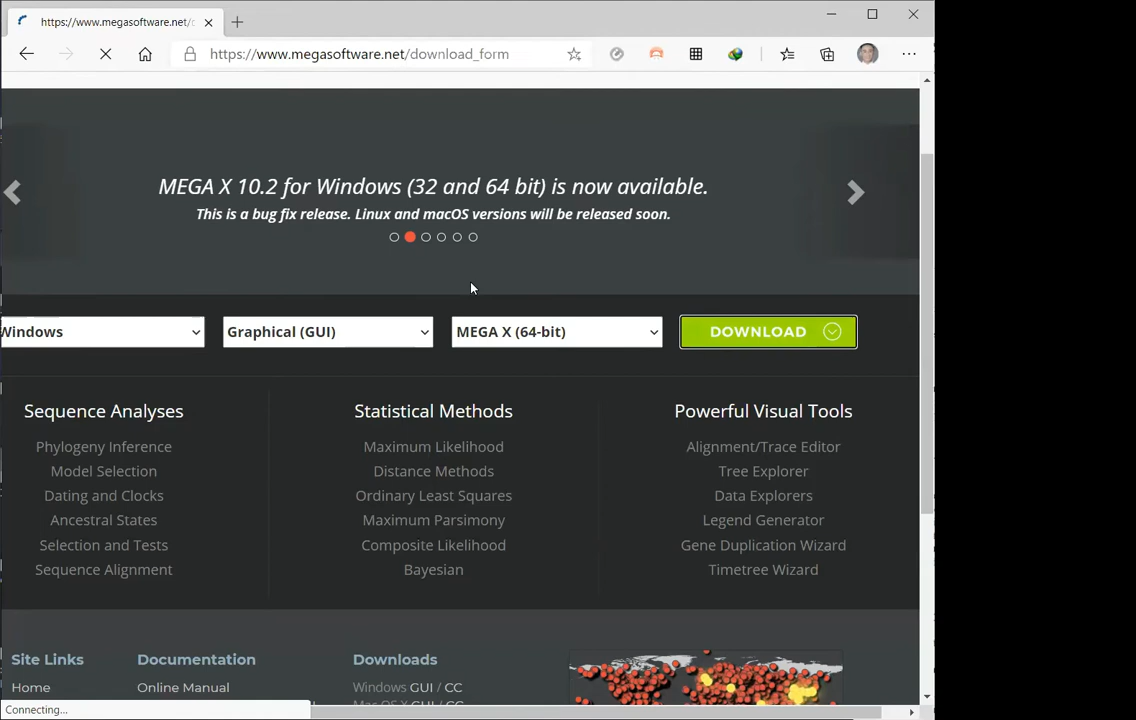 https://www.megasoftware.net/
https://www.megasoftware.net/download_form
MEGA X 10.2 for Windows (32 and 64 bit) is now available.
This is a bug fix release. Linux and macOS versions will be released soon.
Windows
Graphical (GUI)
MEGA X (64-bit)
DOWNLOAD
Sequence Analyses
Phylogeny Inference
Model Selection
Dating and Clocks
Ancestral States
Selection and Tests
Sequence Alignment
Statistical Methods
Maximum Likelihood
Distance Methods
Ordinary Least Squares
Maximum Parsimony
Composite Likelihood
Bayesian
Powerful Visual Tools
Alignment/Trace Editor
Tree Explorer
Data Explorers
Legend Generator
Gene Duplication Wizard
Timetree Wizard
Site Links
Home
Documentation
Online Manual
Downloads
Windows GUI / CC
Mac OS X GUI / CC
Connecting...